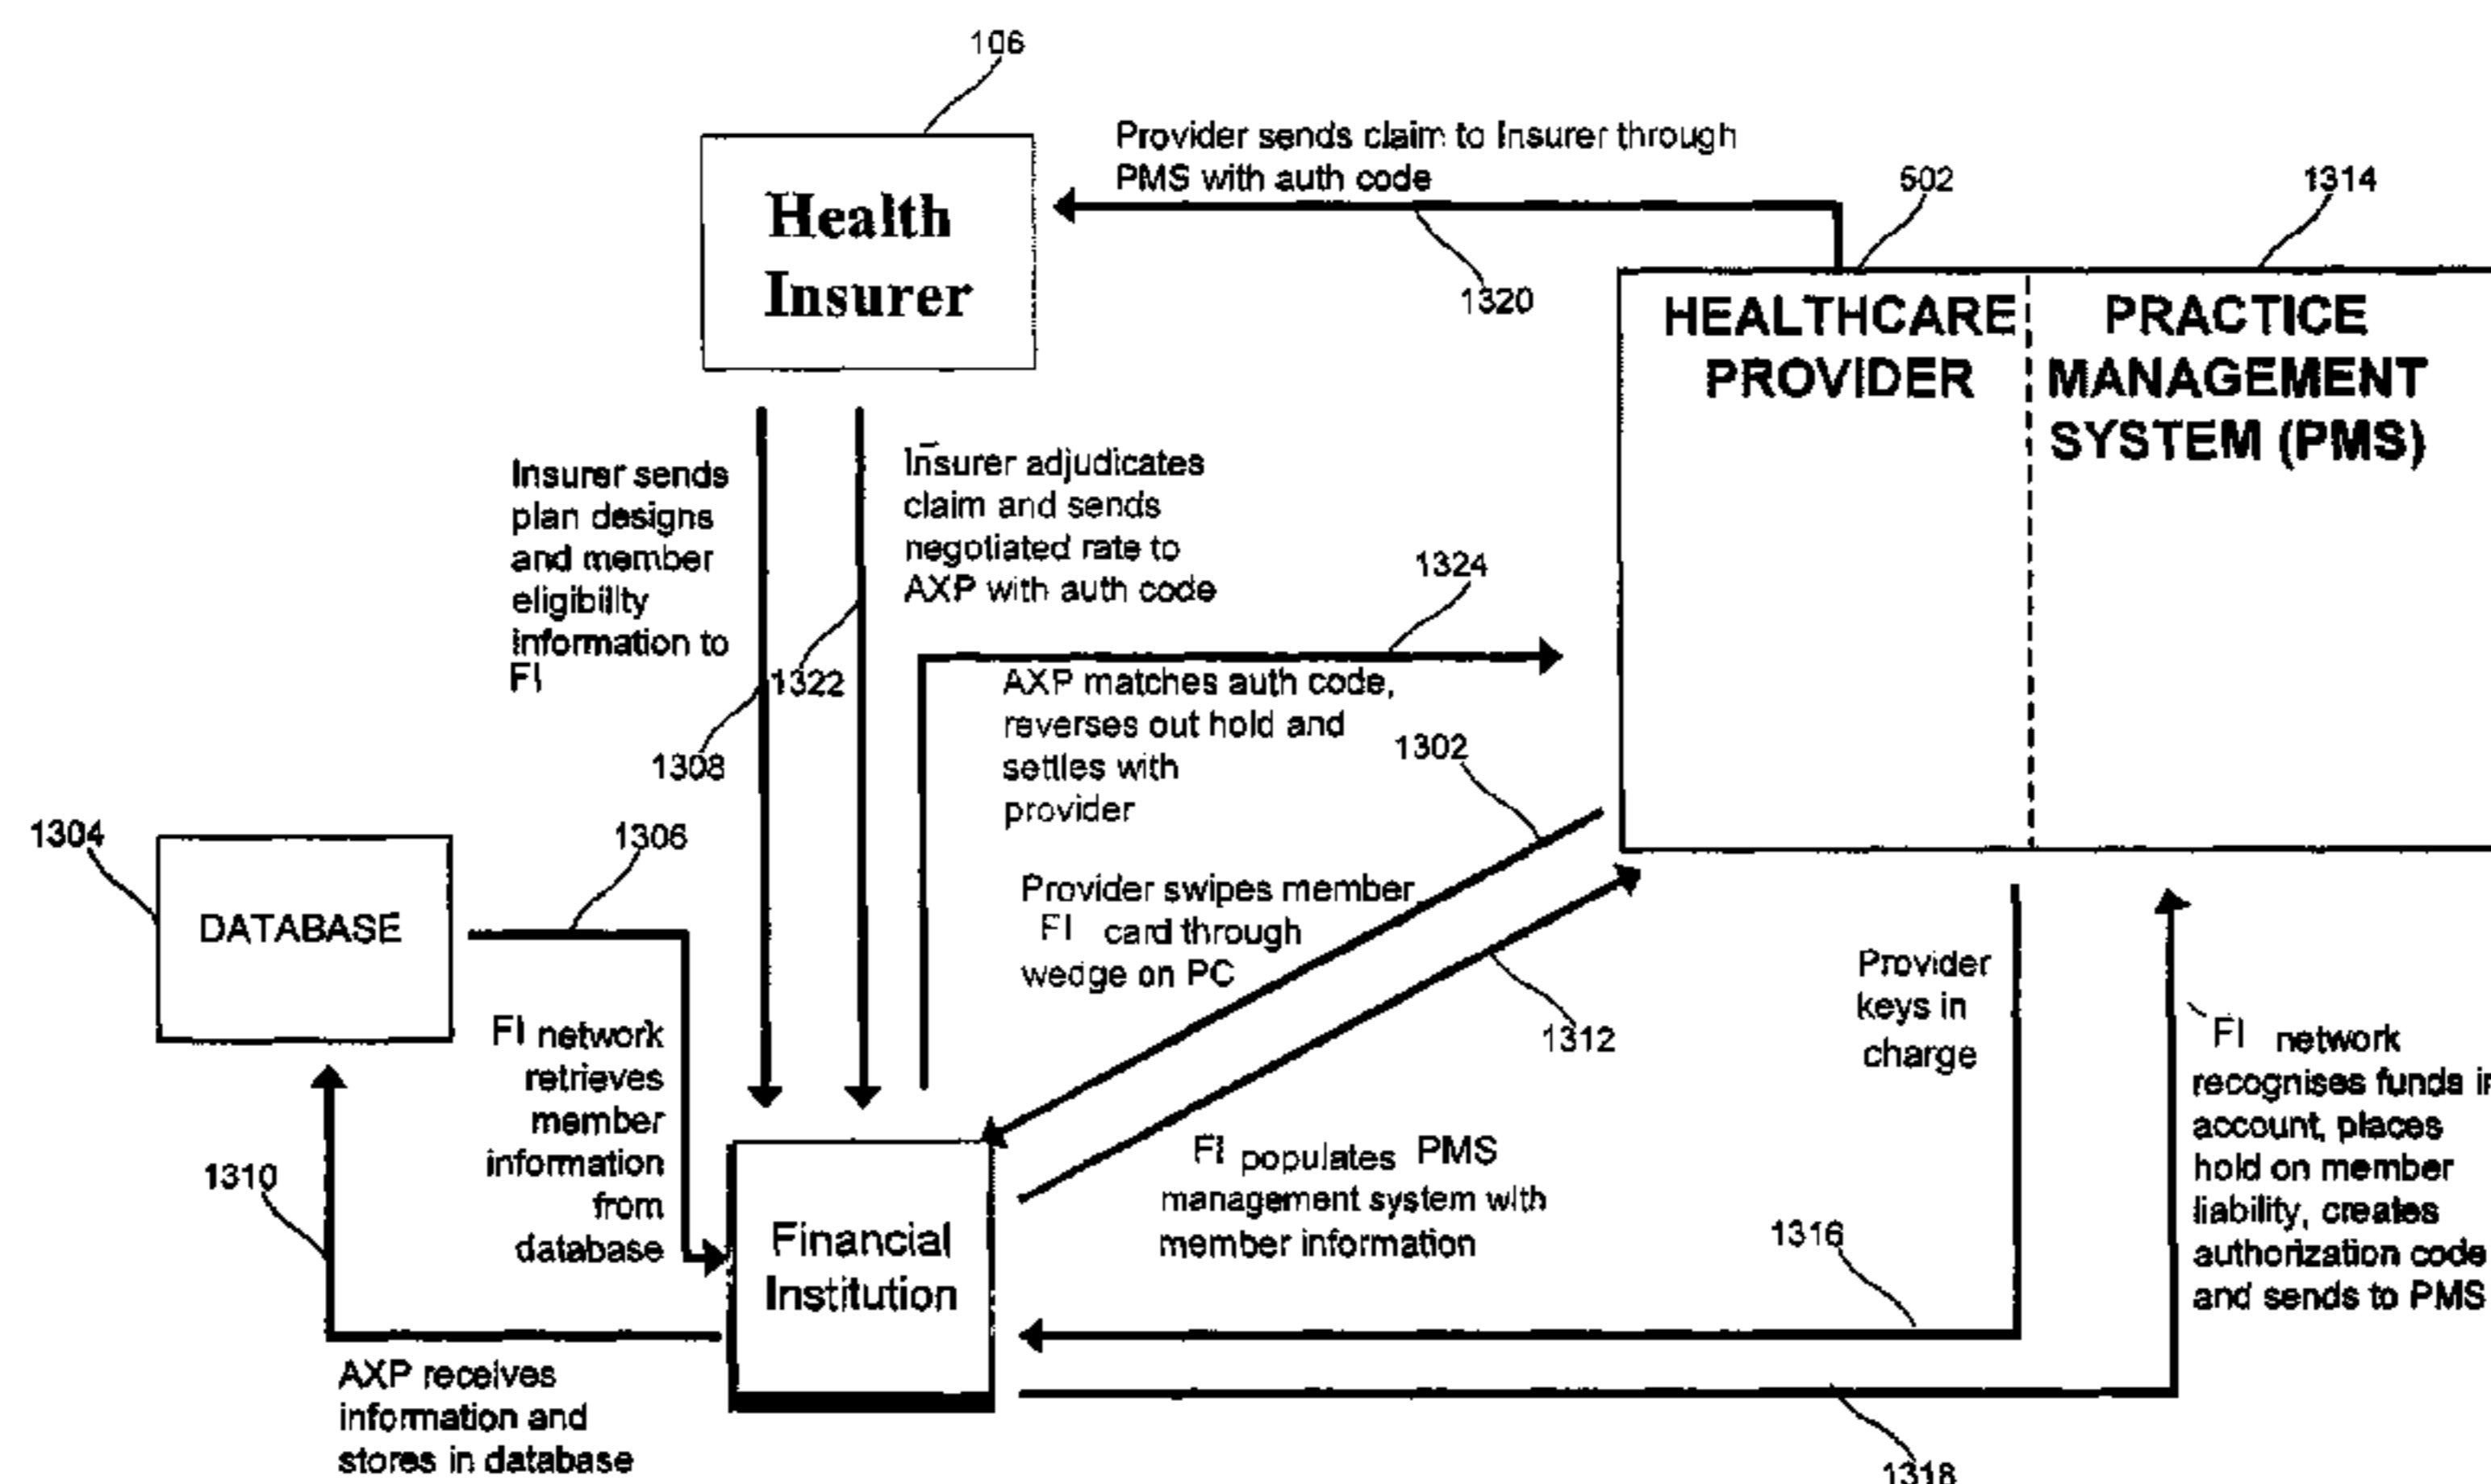 106
Health
Insurer
Provider sends claim to Insurer through
PMS with auth code
1320
502
1314
HEALTHCARE
PROVIDER
PRACTICE
MANAGEMENT
SYSTEM (PMS)
Insurer sends
plan designs
and member
eligibility
information to
FI
1308
1322
Insurer adjudicates
claim and sends
negotiated rate to
AXP with auth code
1324
AXP matches auth code,
reverses out hold and
settles with
provider
1302
Provider swipes member
FI card through
wedge on PC
1312
1304
DATABASE
1306
FI network
retrieves
member
information
from
database
1310
AXP receives
information and
stores in database
Financial
Institution
FI populates PMS
management system with
member information
Provider
keys in
charge
1316
FI network
recognises funds in
account, places
hold on member
liability, creates
authorization code
and sends to PMS
1318